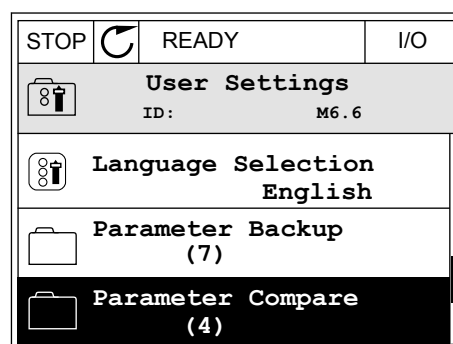 STOP READY I/O
User Settings
ID: M6.6
Language Selection
English
Parameter Backup
(7)
Parameter Compare
(4)